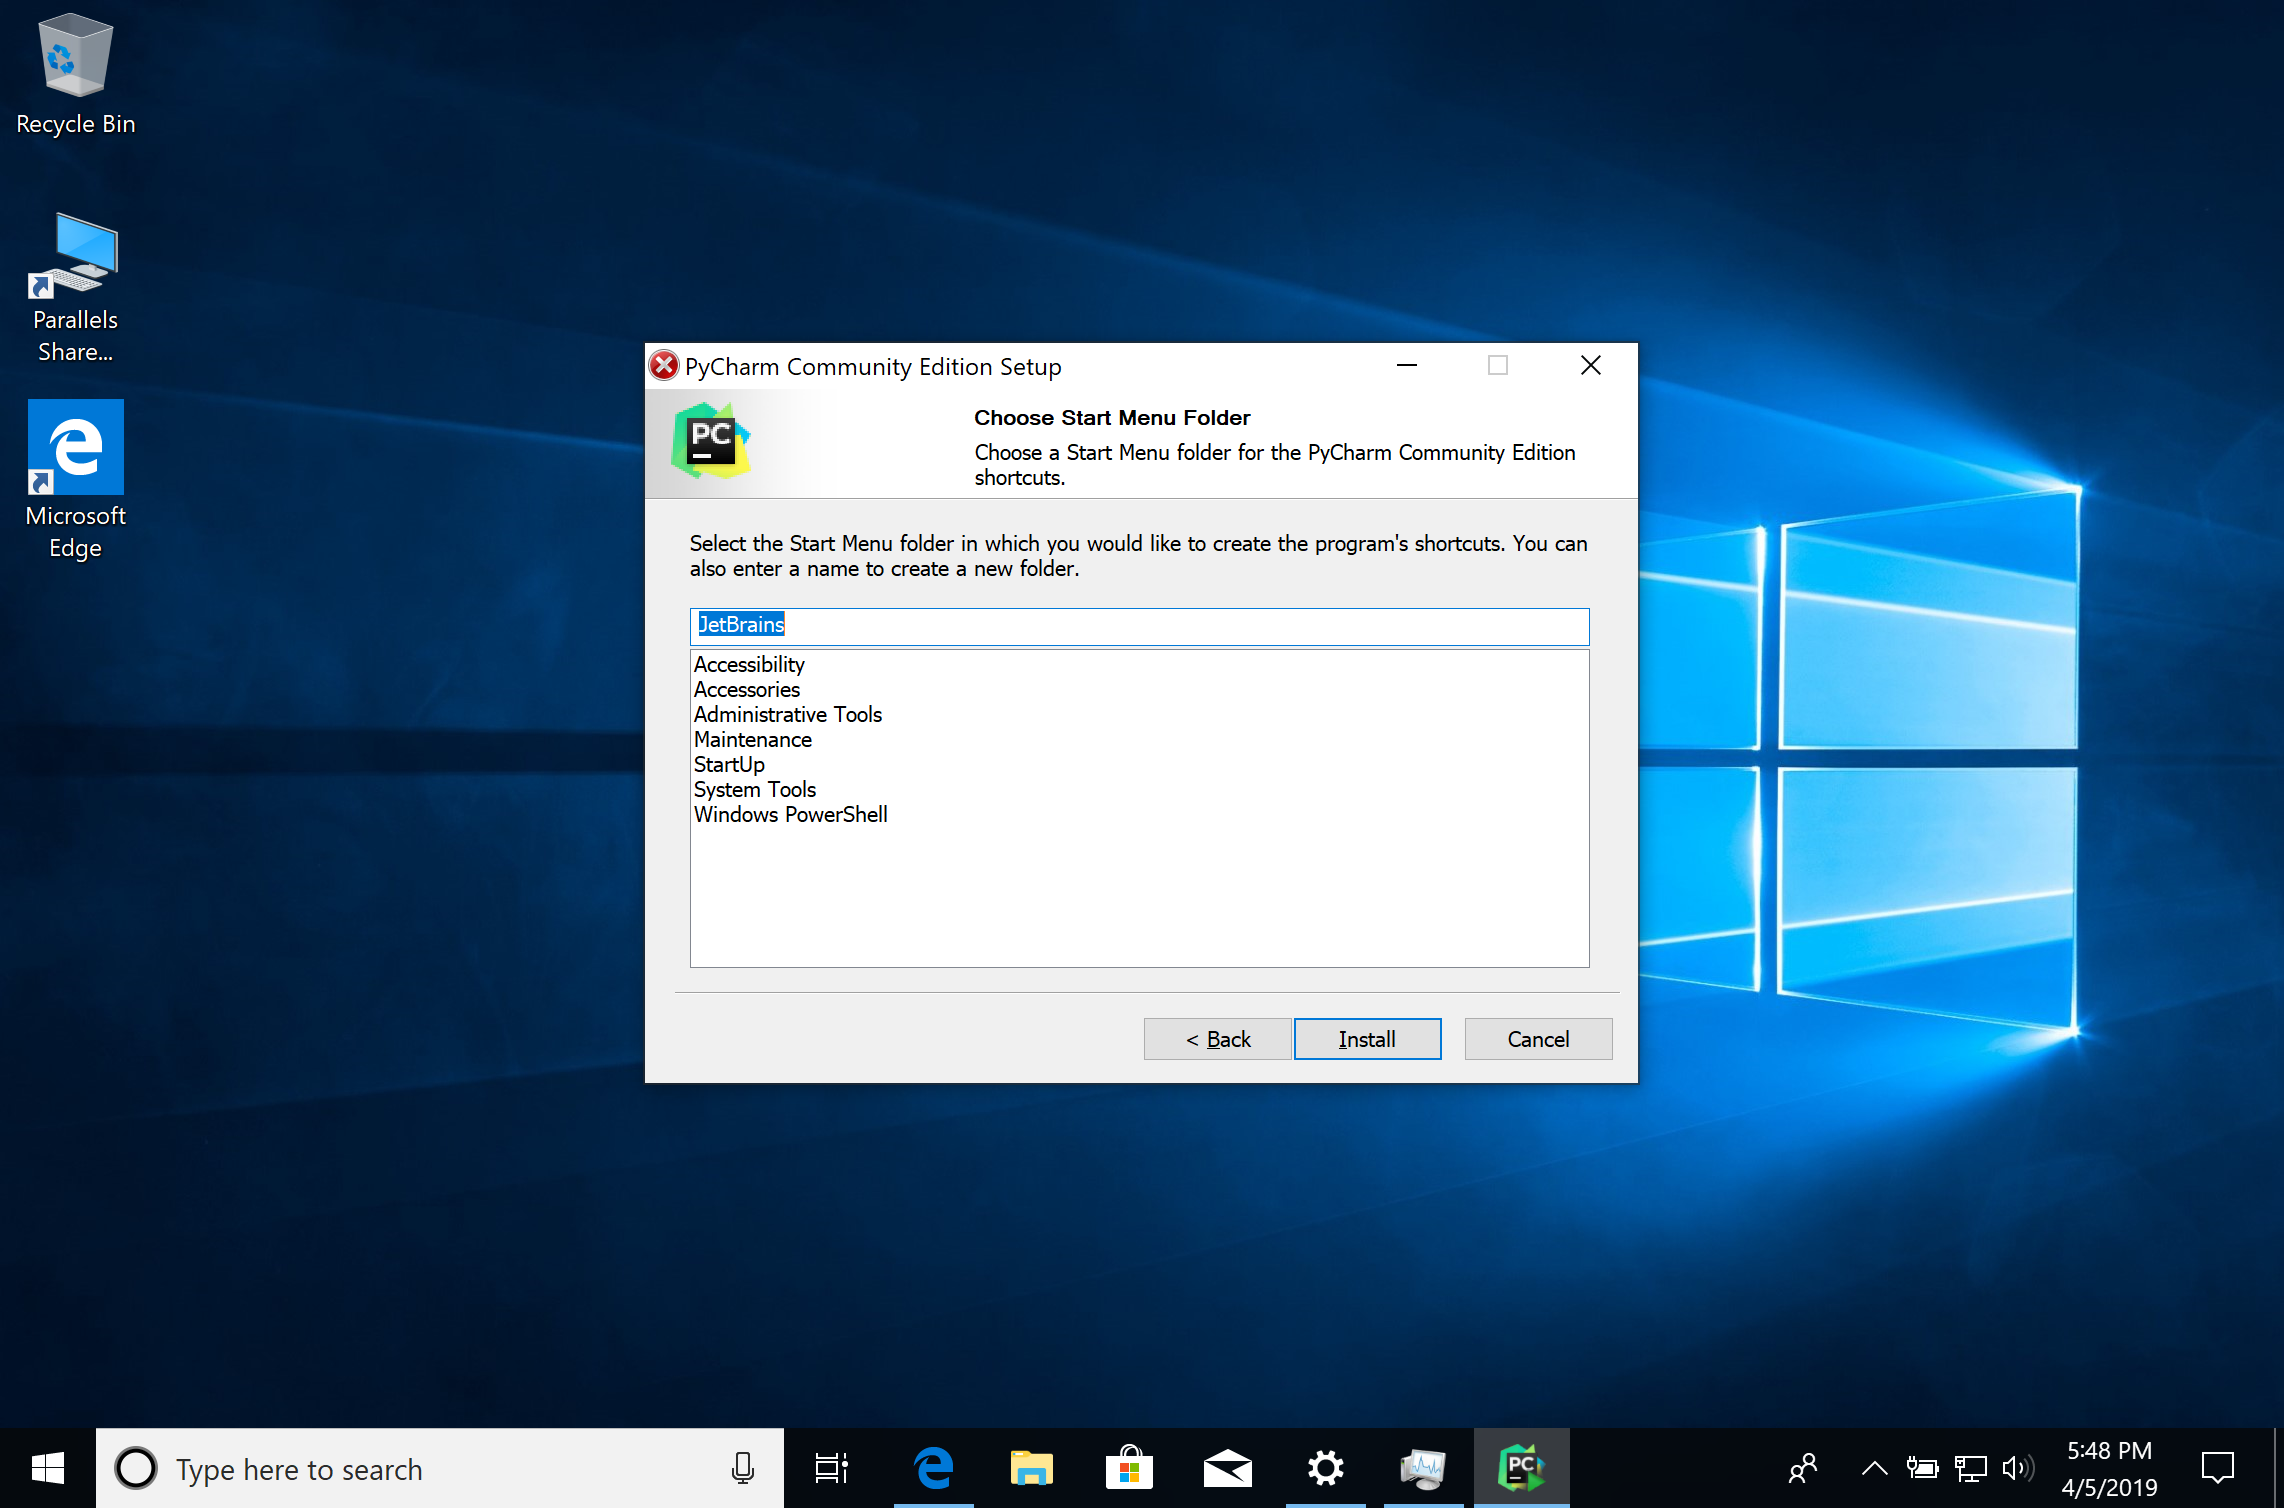 Recycle Bin
Parallels
Share...
Microsoft
Edge
PyCharm Community Edition Setup
PC
Choose Start Menu Folder
Choose a Start Menu folder for the PyCharm Community Edition
shortcuts.
Select the Start Menu folder in which you would like to create the program's shortcuts. You can
also enter a name to create a new folder.
JetBrains
Accessibility
Accessories
Administrative Tools
Maintenance
StartUp
System Tools
Windows PowerShell
< Back
Install
Cancel
Type here to search
PC
5:48 PM
4/5/2019